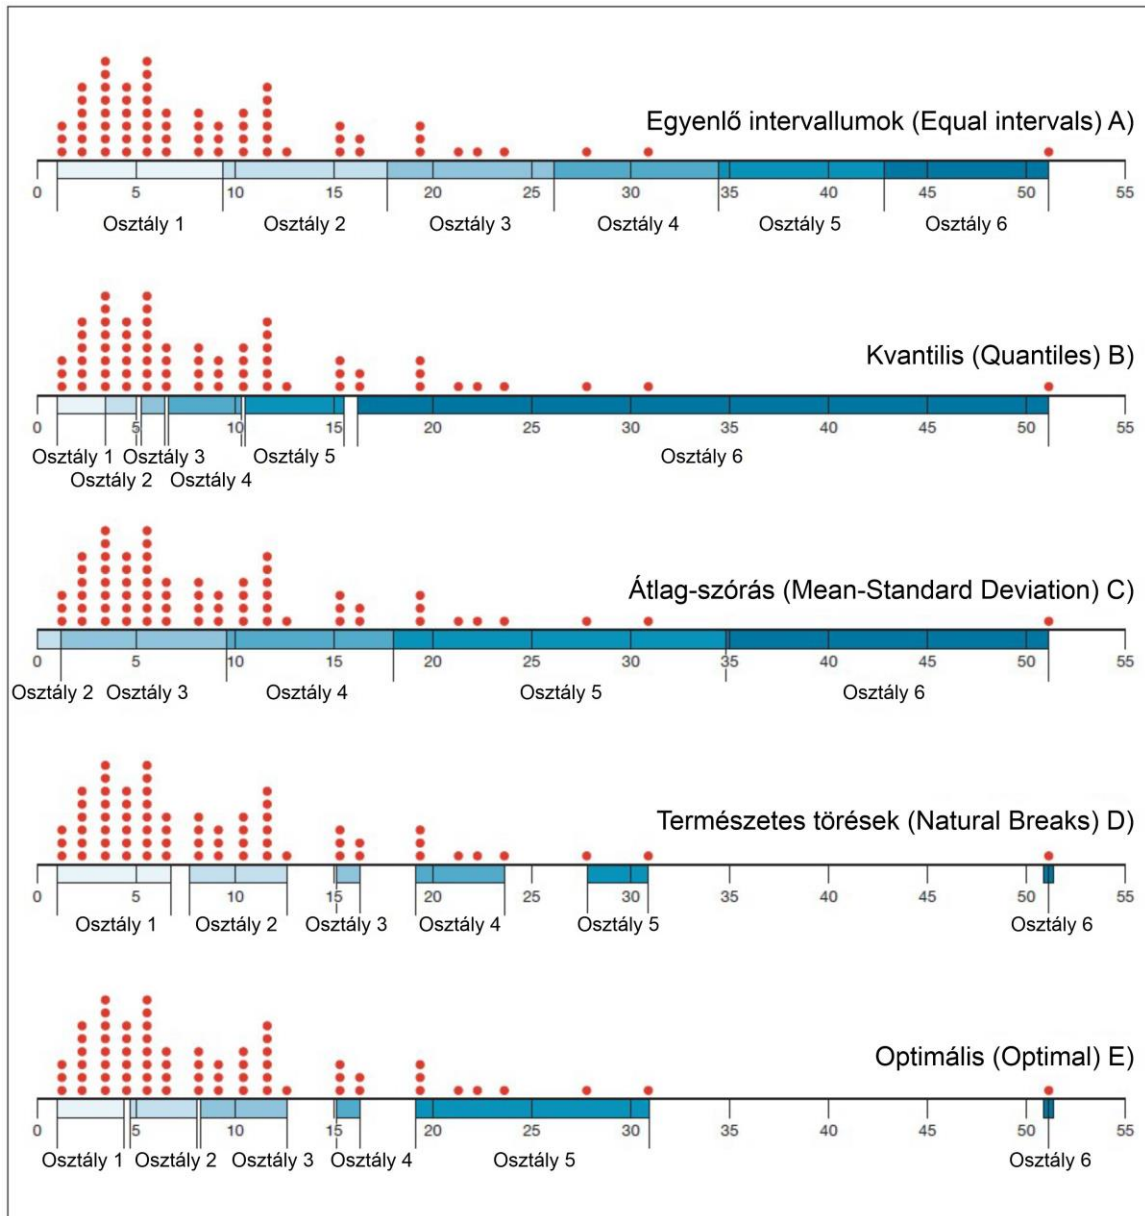 Egyenlő intervallumok (Equal intervals) A)
0 5 10 15 20 25 30 35 40 45 50 55
Osztály 1 Osztály 2 Osztály 3 Osztály 4 Osztály 5 Osztály 6
Kvantilis (Quantiles) B)
0 5 10 15 20 25 30 35 40 45 50 55
Osztály 1 Osztály 3 Osztály 5 Osztály 6
Osztály 2 Osztály 4
Átlag-szórás (Mean-Standard Deviation) C)
0 5 10 15 20 25 30 35 40 45 50 55
Osztály 2 Osztály 3 Osztály 4 Osztály 5 Osztály 6
Természetes törések (Natural Breaks) D)
0 5 10 15 20 25 30 35 40 45 50 55
Osztály 1 Osztály 2 Osztály 3 Osztály 4 Osztály 5 Osztály 6
Optimális (Optimal) E)
0 5 10 15 20 25 30 35 40 45 50 55
Osztály 1 Osztály 2 Osztály 3 Osztály 4 Osztály 5 Osztály 6